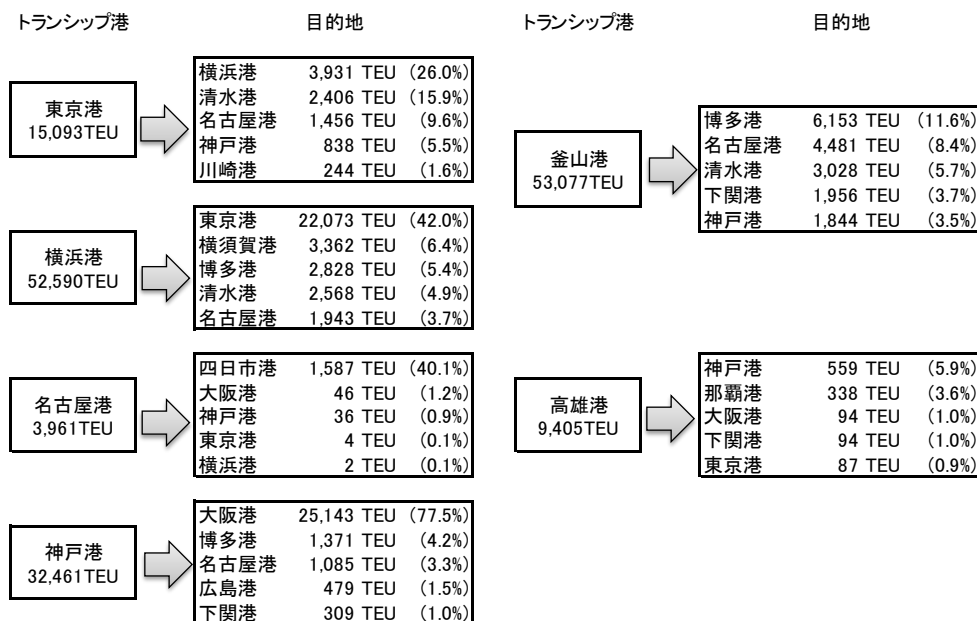 トランシップ港 目的地
東京港
15,093TEU
横浜港 3,931 TEU (26.0%)
清水港 2,406 TEU (15.9%)
名古屋港 1,456 TEU (9.6%)
神戸港 838 TEU (5.5%)
川崎港 244 TEU (1.6%)
横浜港
52,590TEU
東京港 22,073 TEU (42.0%)
横須賀港 3,362 TEU (6.4%)
博多港 2,828 TEU (5.4%)
清水港 2,568 TEU (4.9%)
名古屋港 1,943 TEU (3.7%)
名古屋港
3,961TEU
四日市港 1,587 TEU (40.1%)
大阪港 46 TEU (1.2%)
神戸港 36 TEU (0.9%)
東京港 4 TEU (0.1%)
横浜港 2 TEU (0.1%)
神戸港
32,461TEU
大阪港 25,143 TEU (77.5%)
博多港 1,371 TEU (4.2%)
名古屋港 1,085 TEU (3.3%)
広島港 479 TEU (1.5%)
下関港 309 TEU (1.0%)
トランシップ港 目的地
釜山港
53,077TEU
博多港 6,153 TEU (11.6%)
名古屋港 4,481 TEU (8.4%)
清水港 3,028 TEU (5.7%)
下関港 1,956 TEU (3.7%)
神戸港 1,844 TEU (3.5%)
高雄港
9,405TEU
神戸港 559 TEU (5.9%)
那覇港 338 TEU (3.6%)
大阪港 94 TEU (1.0%)
下関港 94 TEU (1.0%)
東京港 87 TEU (0.9%)